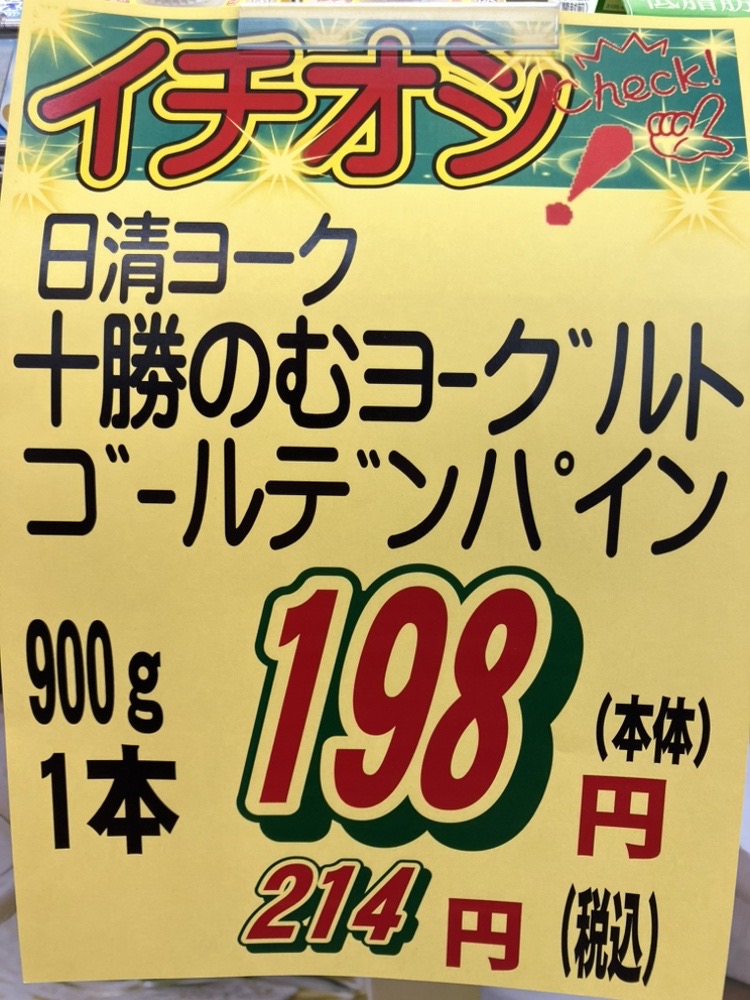 イチオシ
Check!
日清ヨーク
十勝のむヨーグルト
ゴールデンパイン
900g
1本
198
(本体)
円
214円(税込)